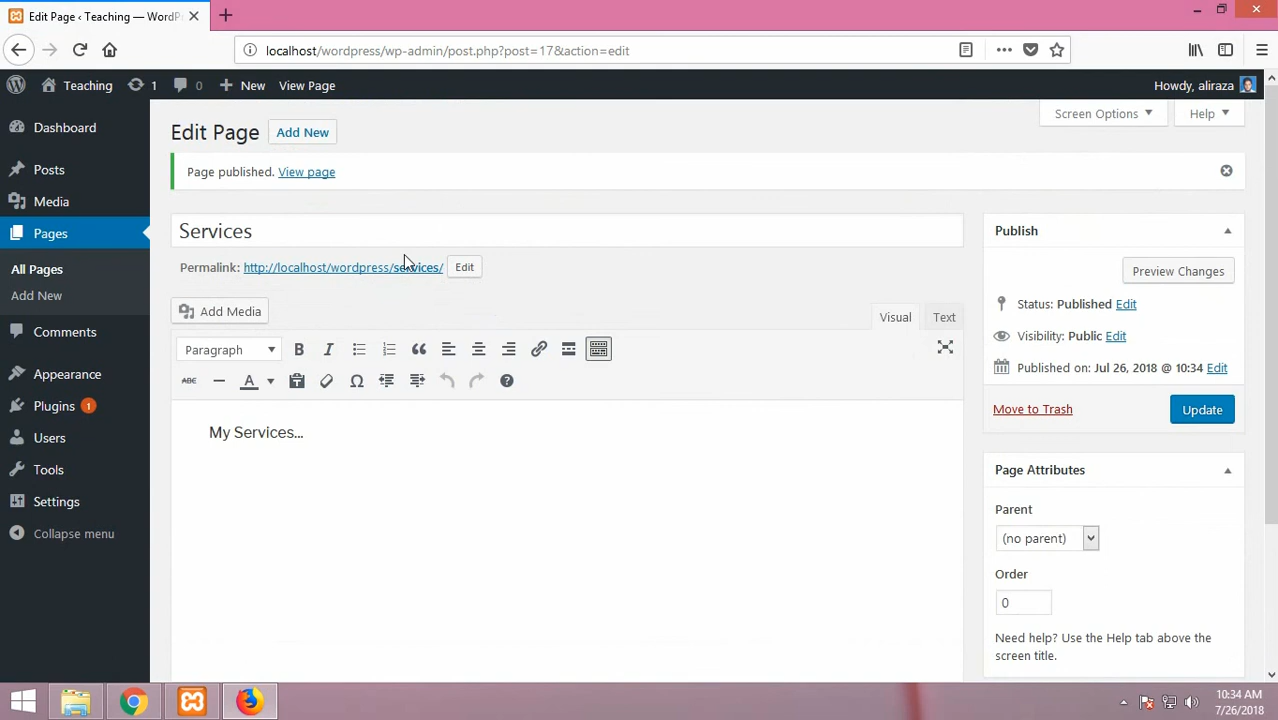 Edit Page ‹ Teaching — WordPr
localhost/wordpress/wp-admin/post.php?post=17&action=edit
Teaching
1
0
New
View Page
Howdy, aliraza
Dashboard
Posts
Media
Pages
All Pages
Add New
Comments
Appearance
Plugins 1
Users
Tools
Settings
Collapse menu
Screen Options
Help
Edit Page
Add New
Page published. View page
Services
Permalink: http://localhost/wordpress/services/ Edit
Add Media
Visual
Text
Paragraph
B I
ABC
A
My Services...
Publish
Preview Changes
Status: Published Edit
Visibility: Public Edit
Published on: Jul 26, 2018 @ 10:34 Edit
Move to Trash
Update
Page Attributes
Parent
(no parent)
Order
0
Need help? Use the Help tab above the
screen title.
10:34 AM
7/26/2018